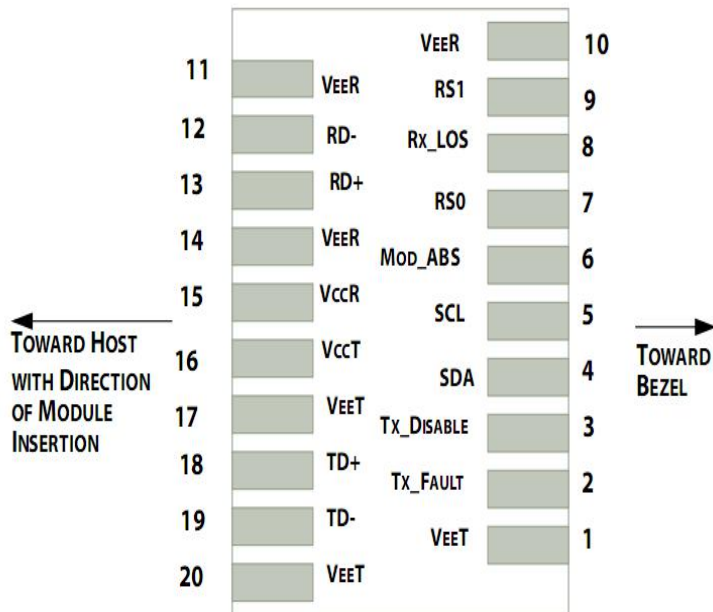 VEER 10
11 VEER
RS1 9
12 RD-
RX_LOS 8
13 RD+
RS0 7
14 VEER
MOD_ABS 6
15 VCCR
SCL 5
TOWARD HOST
WITH DIRECTION
OF MODULE
INSERTION
TOWARD
BEZEL
16 VCCT
SDA 4
17 VEET
TX_DISABLE 3
18 TD+
TX_FAULT 2
19 TD-
VEET 1
20 VEET